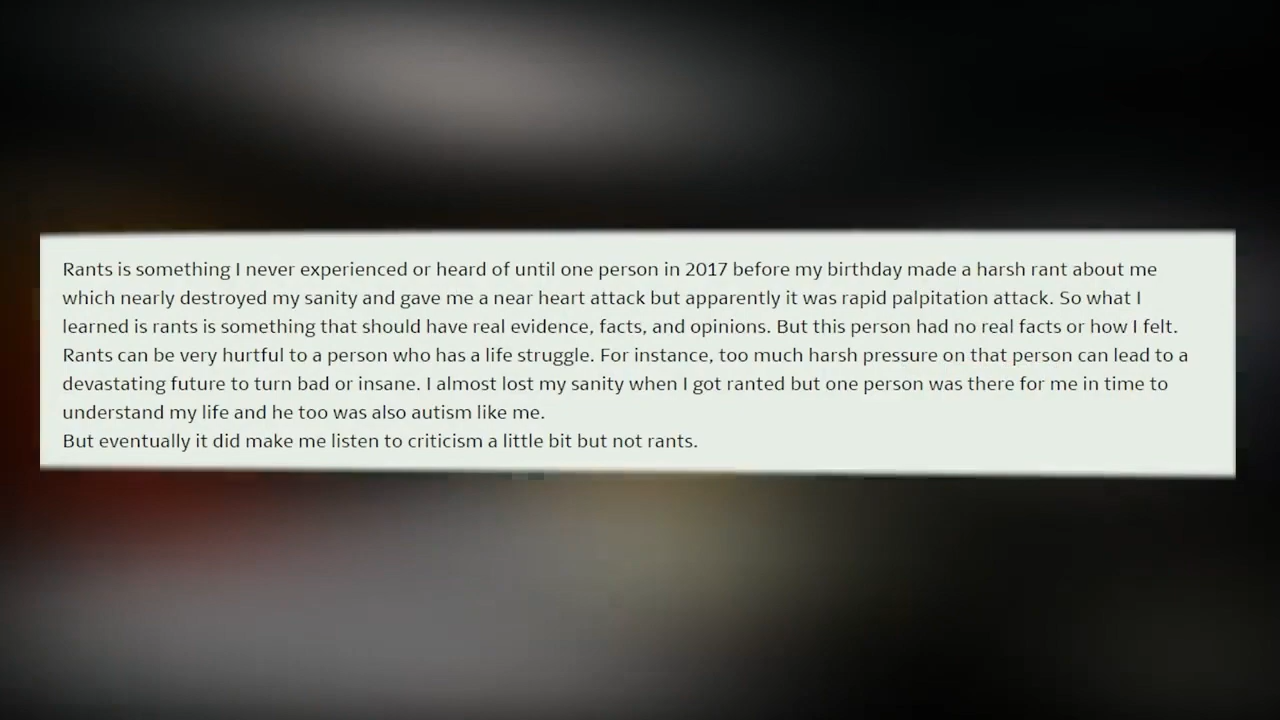 Rants is something I never experienced or heard of until one person in 2017 before my birthday made a harsh rant about me
which nearly destroyed my sanity and gave me a near heart attack but apparently it was rapid palpitation attack. So what I
learned is rants is something that should have real evidence, facts, and opinions. But this person had no real facts or how I felt.
Rants can be very hurtful to a person who has a life struggle. For instance, too much harsh pressure on that person can lead to a
devastating future to turn bad or insane. I almost lost my sanity when I got ranted but one person was there for me in time to
understand my life and he too was also autism like me.
But eventually it did make me listen to criticism a little bit but not rants.